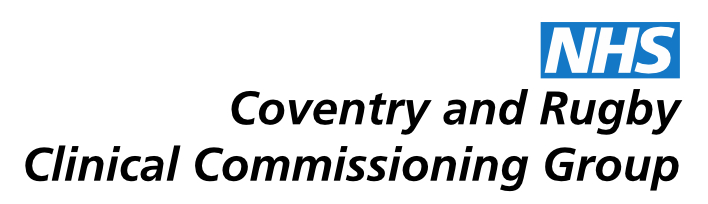 NHS
Coventry and Rugby
Clinical Commissioning Group